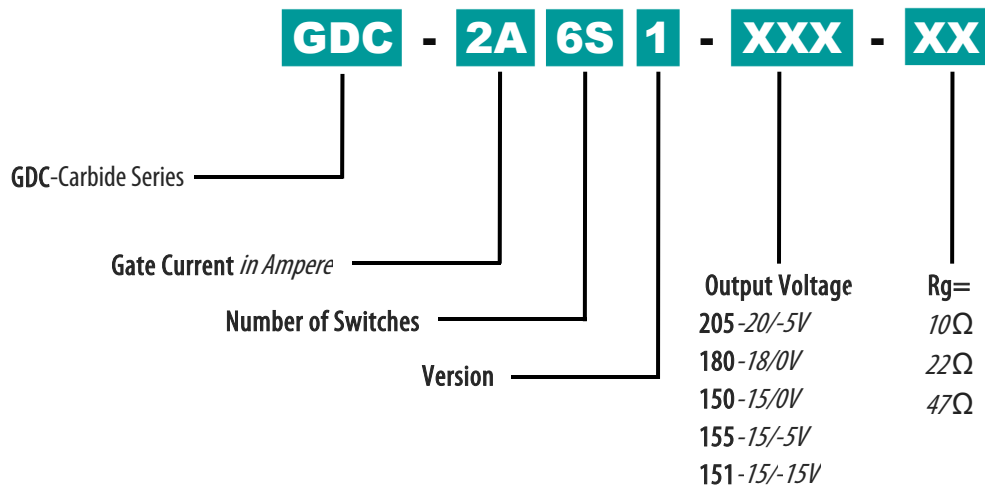 GDC - 2A 6S 1 - XXX - XX
GDC-Carbide Series
Gate Current in Ampere
Number of Switches
Version
Output Voltage
205-20/-5V
180-18/0V
150-15/0V
155-15/-5V
151-15/-15V
Rg=
10Ω
22Ω
47Ω